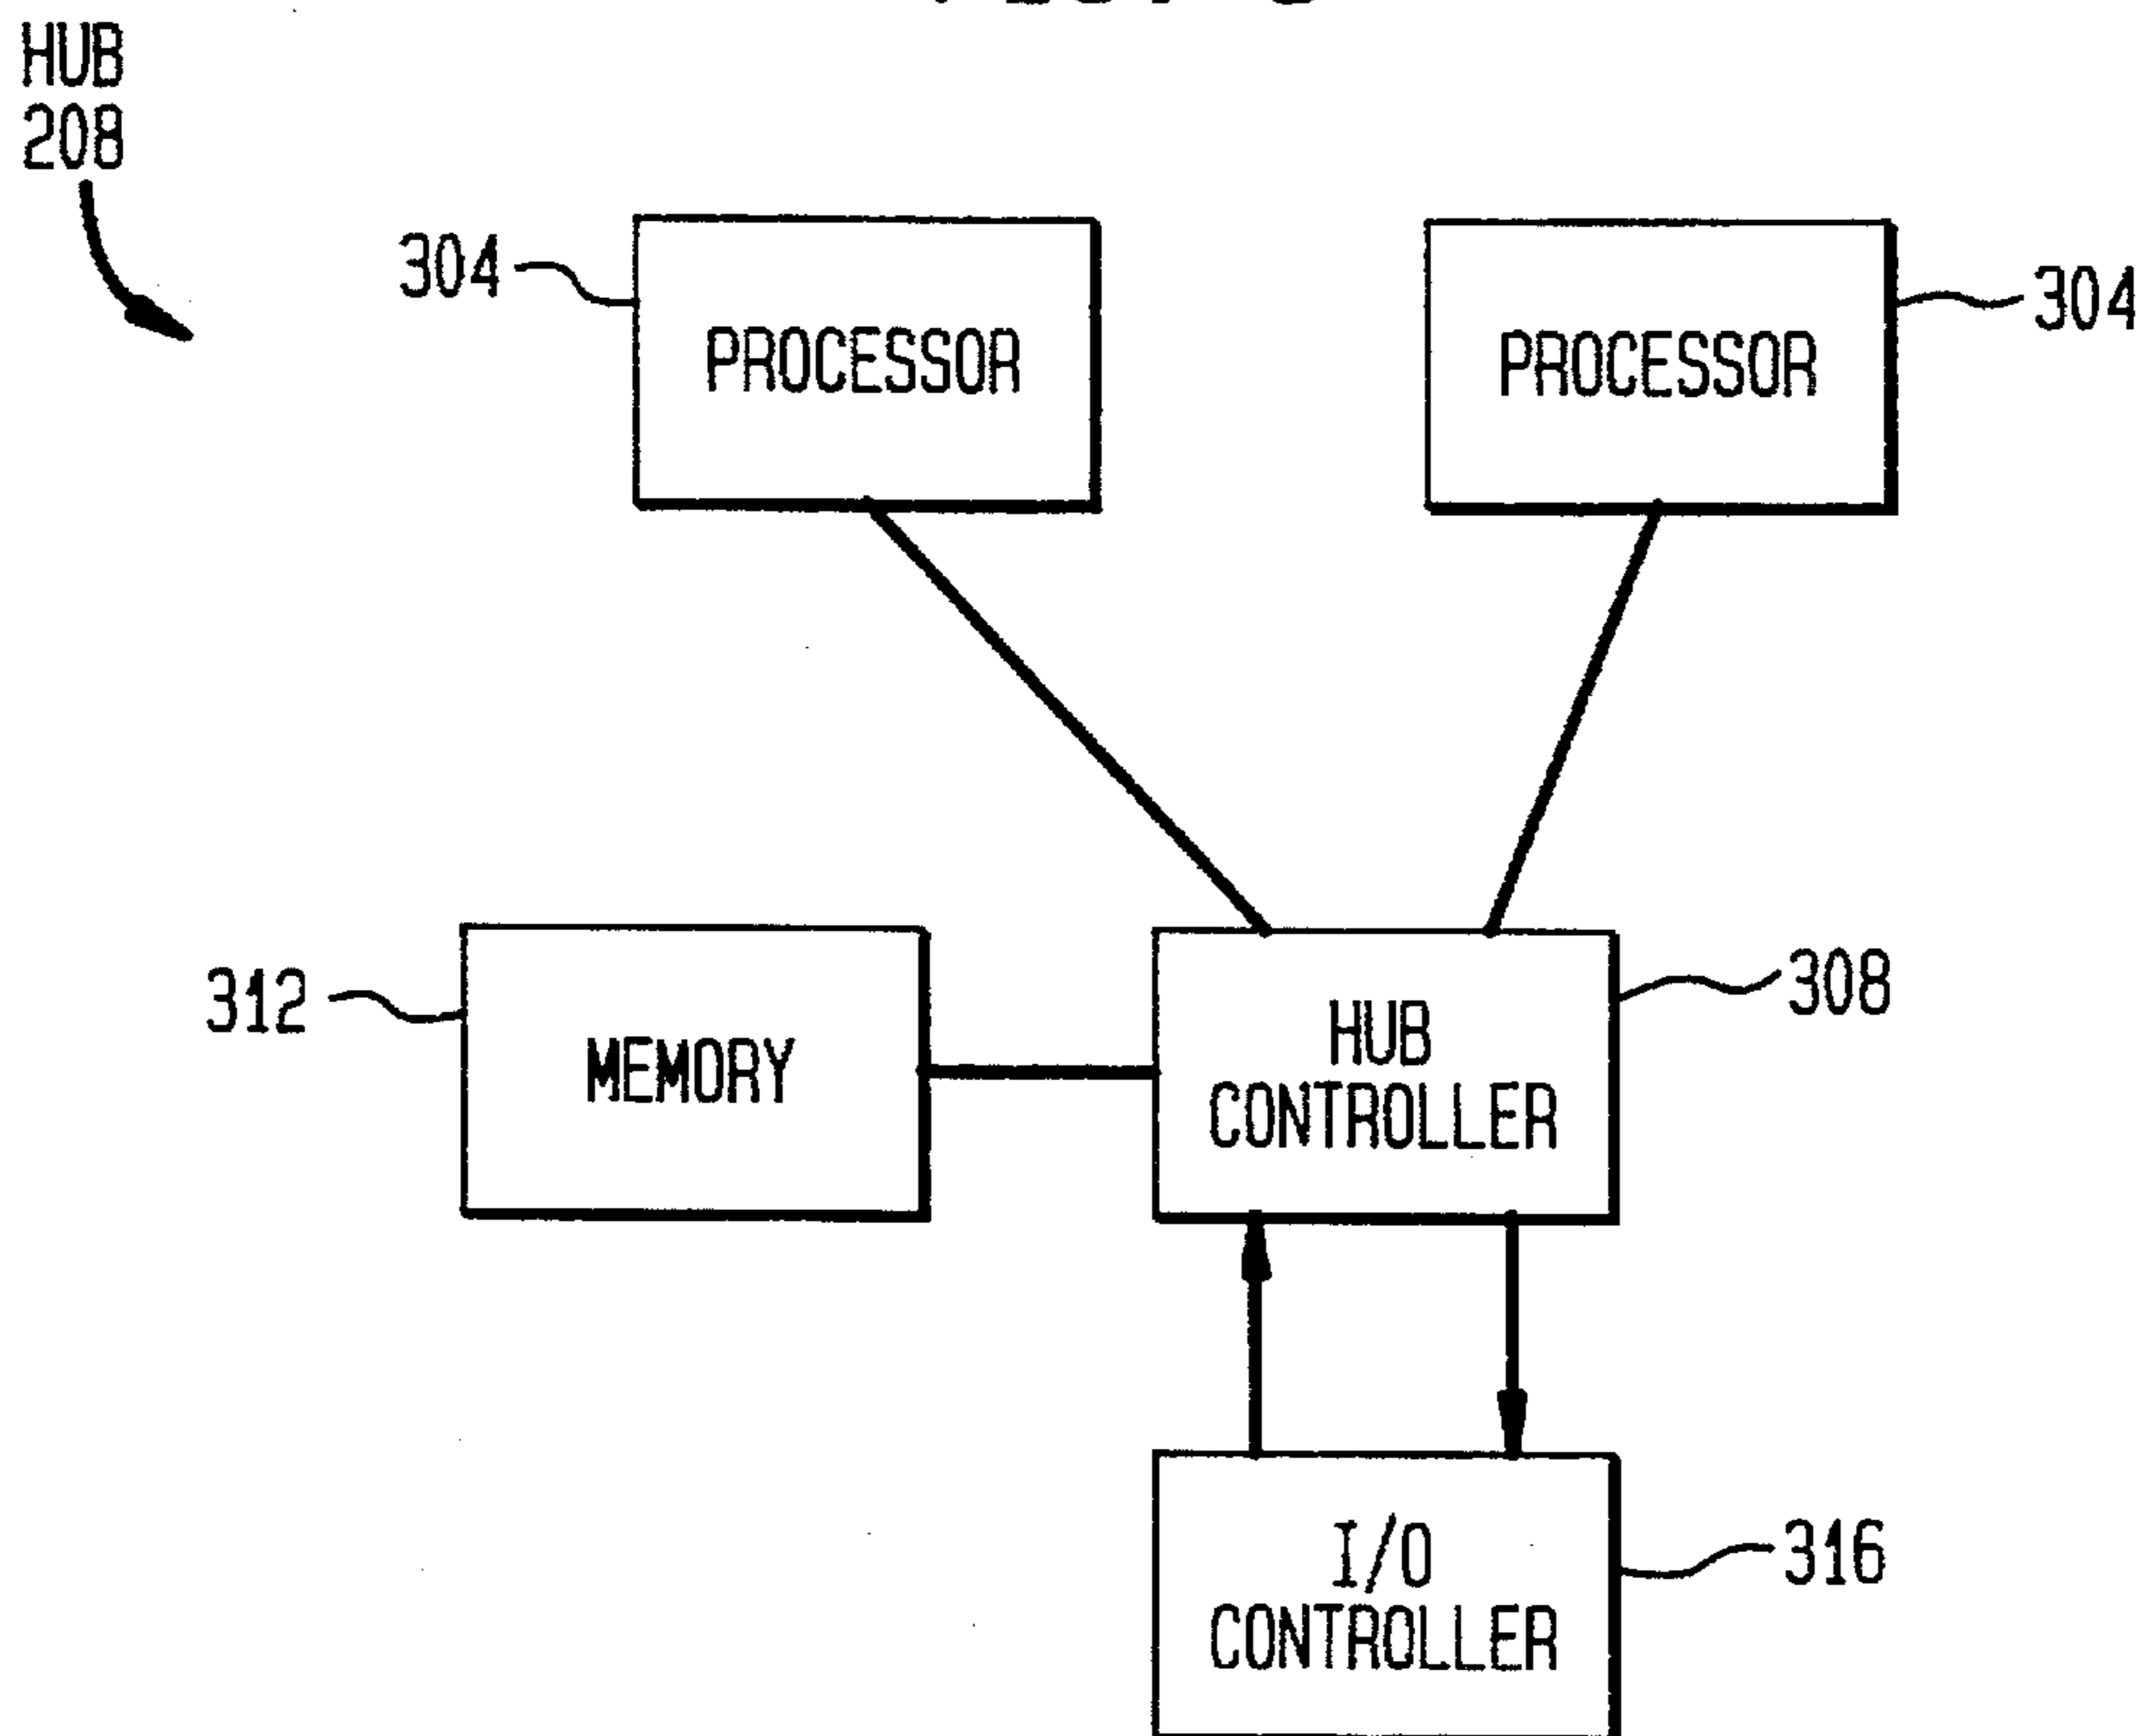 HUB
208
304
PROCESSOR
PROCESSOR
304
312
MEMORY
HUB
CONTROLLER
308
I/O
CONTROLLER
316